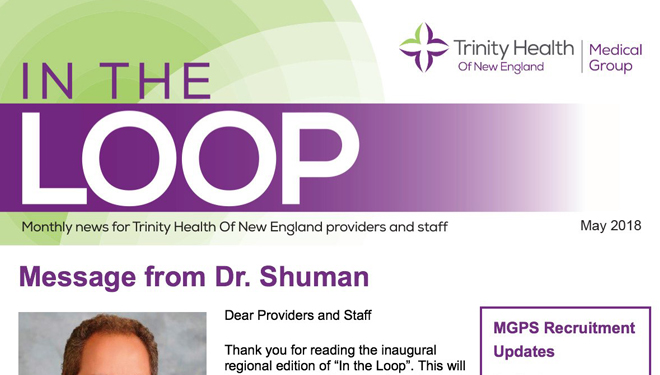 IN THE
LOOP
Trinity Health
Of New England
Medical
Group
Monthly news for Trinity Health Of New England providers and staff
May 2018
Message from Dr. Shuman
Dear Providers and Staff
Thank you for reading the inaugural
regional edition of “In the Loop”. This will
MGPS Recruitment
Updates